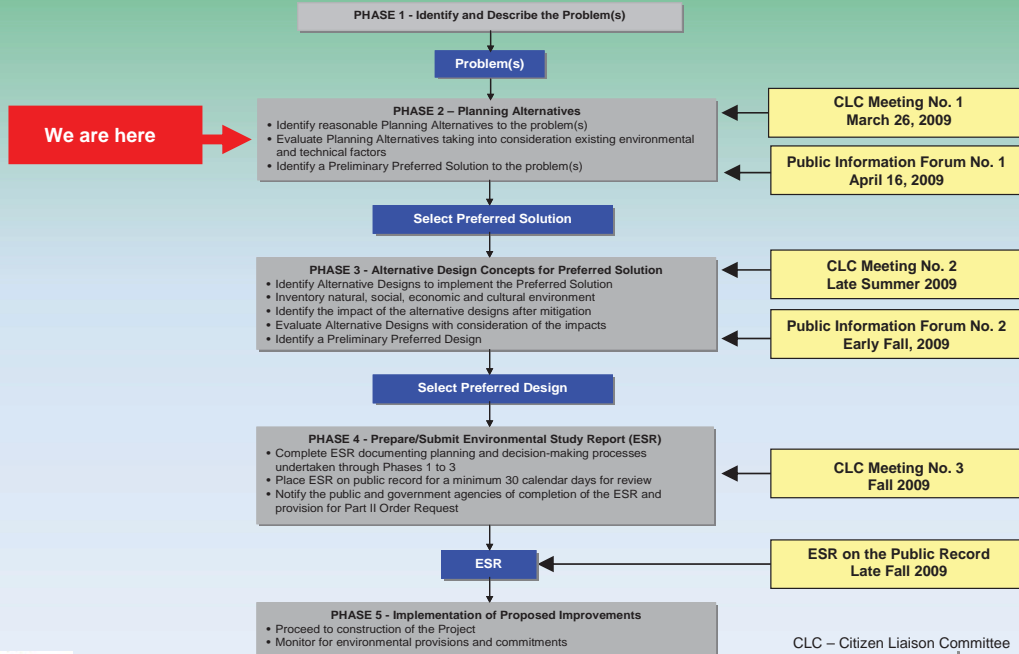 PHASE 1 - Identify and Describe the Problem(s)
Problem(s)
We are here
PHASE 2 – Planning Alternatives
• Identify reasonable Planning Alternatives to the problem(s)
• Evaluate Planning Alternatives taking into consideration existing environmental
and technical factors
• Identify a Preliminary Preferred Solution to the problem(s)
CLC Meeting No. 1
March 26, 2009
Public Information Forum No. 1
April 16, 2009
Select Preferred Solution
PHASE 3 - Alternative Design Concepts for Preferred Solution
• Identify Alternative Designs to implement the Preferred Solution
• Inventory natural, social, economic and cultural environment
• Identify the impact of the alternative designs after mitigation
• Evaluate Alternative Designs with consideration of the impacts
• Identify a Preliminary Preferred Design
CLC Meeting No. 2
Late Summer 2009
Public Information Forum No. 2
Early Fall, 2009
Select Preferred Design
PHASE 4 - Prepare/Submit Environmental Study Report (ESR)
• Complete ESR documenting planning and decision-making processes
undertaken through Phases 1 to 3
• Place ESR on public record for a minimum 30 calendar days for review
• Notify the public and government agencies of completion of the ESR and
provision for Part II Order Request
CLC Meeting No. 3
Fall 2009
ESR
ESR on the Public Record
Late Fall 2009
PHASE 5 - Implementation of Proposed Improvements
• Proceed to construction of the Project
• Monitor for environmental provisions and commitments
CLC – Citizen Liaison Committee